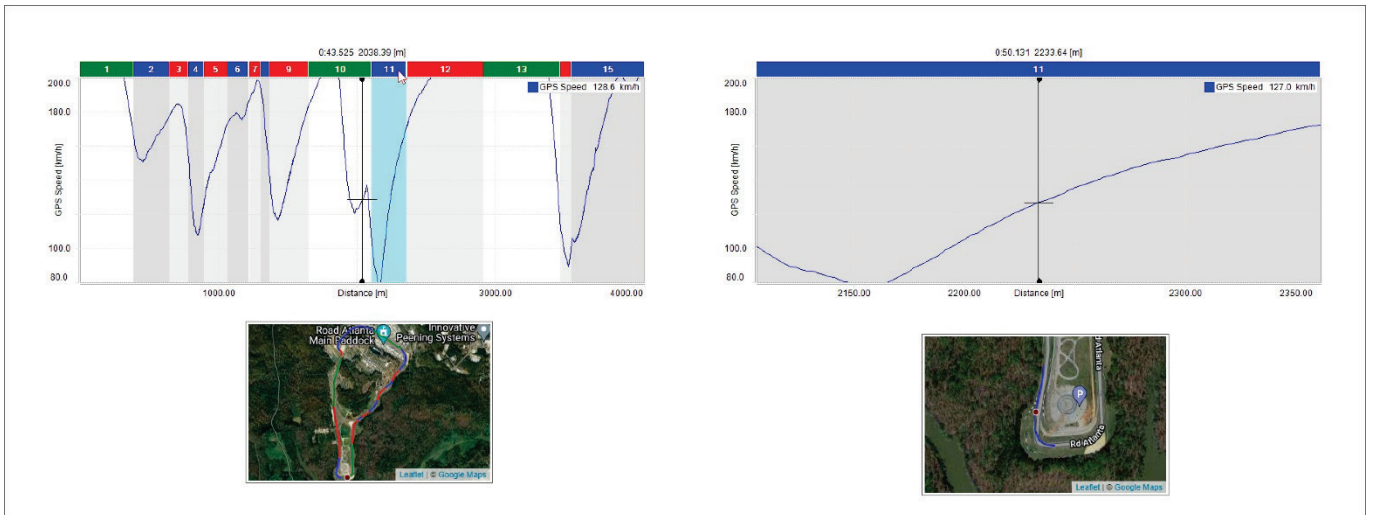 0:43.525 2038.39 [m]
1 2 3 4 5 6 7 9 10 11 12 13 15
GPS Speed 128.6 km/h
200.0
180.0
GPS Speed [km/h]
100.0
80.0
1000.00 Distance [m] 3000.00 4000.00
Road Atlanta
Main Paddock
Innovative
Peening Systems
Leaflet | © Google Maps
0:50.131 2233.64 [m]
11
GPS Speed 127.0 km/h
200.0
180.0
GPS Speed [km/h]
100.0
80.0
2150.00 2200.00 Distance [m] 2300.00 2350.00
d Atlanta
P
Rd Atlanta
Leaflet | © Google Maps